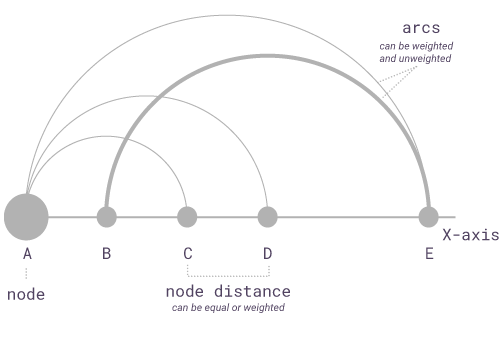 arcs
can be weighted
and unweighted
X-axis
A B C D E
node
node distance
can be equal or weighted